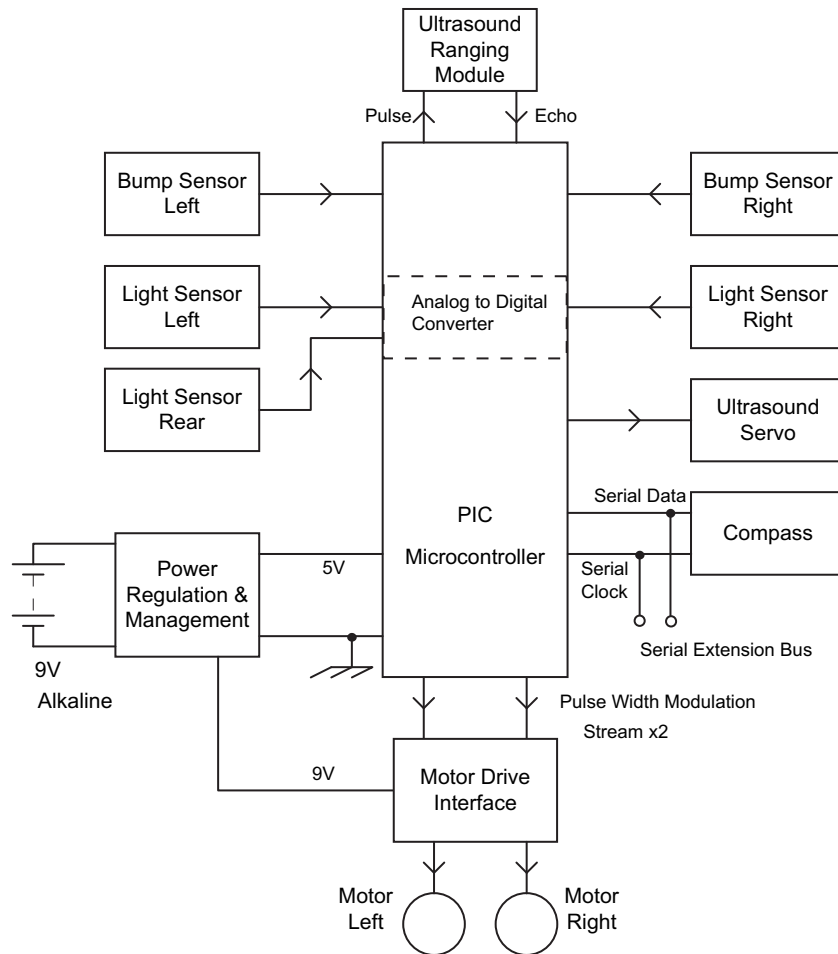 Ultrasound
Ranging
Module
Pulse
Echo
Bump Sensor
Left
Bump Sensor
Right
Light Sensor
Left
Analog to Digital
Converter
Light Sensor
Right
Light Sensor
Rear
Ultrasound
Servo
Serial Data
PIC
Microcontroller
Compass
Power
Regulation &
Management
5V
Serial
Clock
Serial Extension Bus
9V
Alkaline
Pulse Width Modulation
Stream x2
9V
Motor Drive
Interface
Motor
Left
Motor
Right